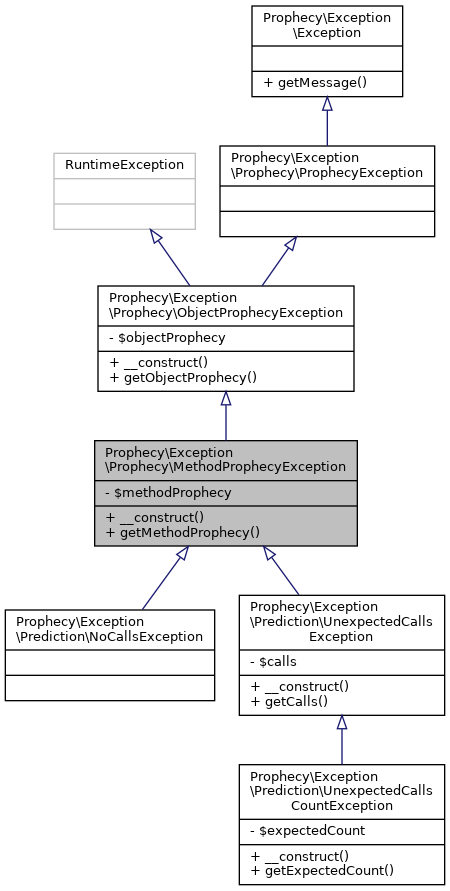 Prophecy\Exception
\Exception
+ getMessage()
RuntimeException
Prophecy\Exception
\Prophecy\ProphecyException
Prophecy\Exception
\Prophecy\ObjectProphecyException
- $objectProphecy
+ __construct()
+ getObjectProphecy()
Prophecy\Exception
\Prophecy\MethodProphecyException
- $methodProphecy
+ __construct()
+ getMethodProphecy()
Prophecy\Exception
\Prediction\NoCallsException
Prophecy\Exception
\Prediction\UnexpectedCalls
Exception
- $calls
+ __construct()
+ getCalls()
Prophecy\Exception
\Prediction\UnexpectedCalls
CountException
- $expectedCount
+ __construct()
+ getExpectedCount()